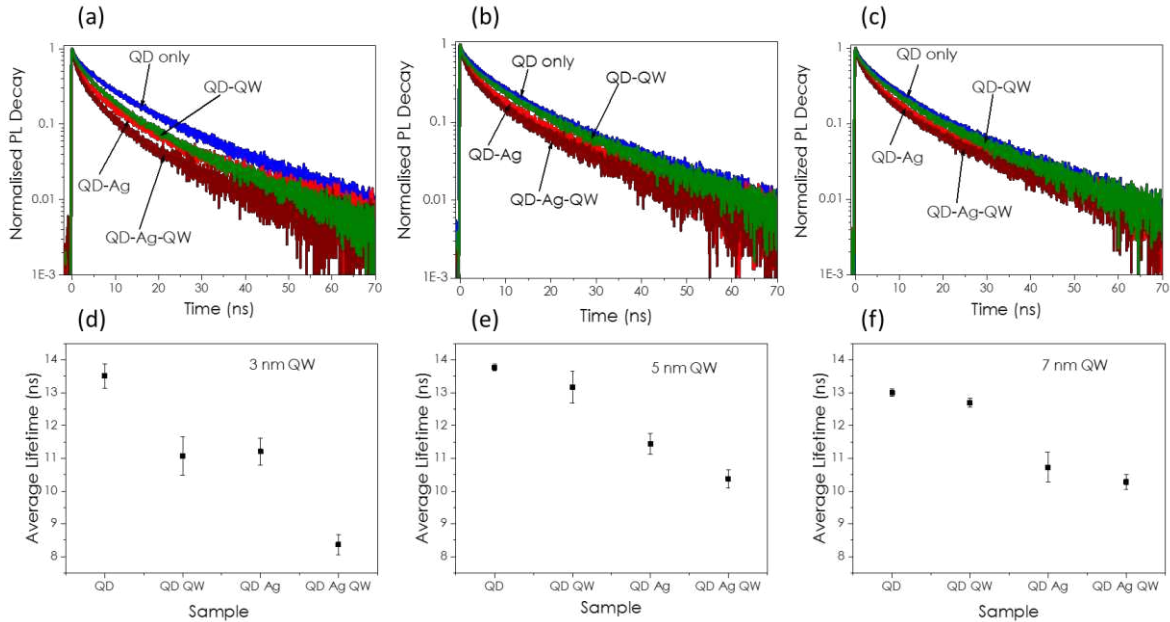 (a)
(b)
(c)
Normalised PL Decay
1
0.1
0.01
1E-3
QD only
QD-QW
QD-Ag
QD-Ag-QW
0 10 20 30 40 50 60 70
Time (ns)
Normalised PL Decay
1
0.1
0.01
1E-3
QD only
QD-QW
QD-Ag
QD-Ag-QW
0 10 20 30 40 50 60 70
Time (ns)
Normalized PL Decay
1
0.1
0.01
1E-3
QD only
QD-QW
QD-Ag
QD-Ag-QW
0 10 20 30 40 50 60 70
Time (ns)
(d)
(e)
(f)
Average Lifetime (ns)
14
13
12
11
10
9
8
3 nm QW
QD QD QW QD Ag QD Ag QW
Sample
Average Lifetime (ns)
14
13
12
11
10
9
8
5 nm QW
QD QD QW QD Ag QD Ag QW
Sample
Average Lifetime (ns)
14
13
12
11
10
9
8
7 nm QW
QD QD QW QD Ag QD Ag QW
Sample